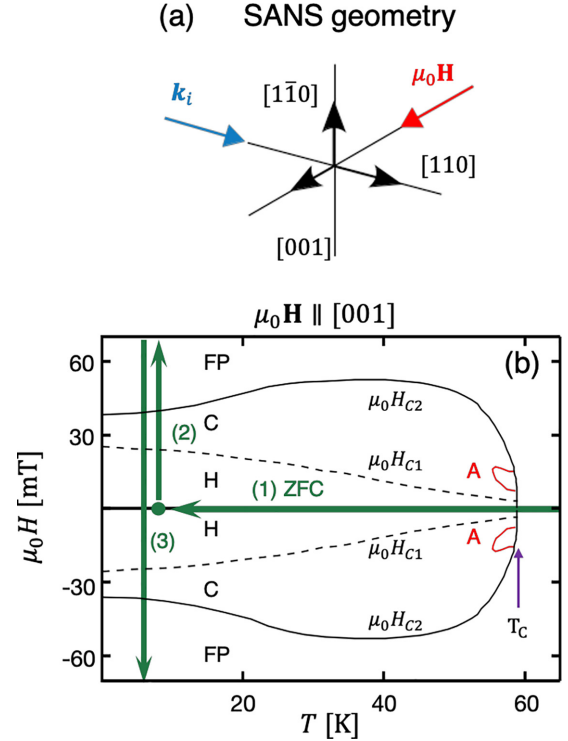 (a) SANS geometry
[11̄0]
μ₀H
kᵢ
[110]
[001]
μ₀H ∥ [001]
(b)
60
FP
μ₀H_C2
C
30
(2)
μ₀H_C1
A
H
(1) ZFC
0
μ₀H [mT]
(3)
H
μ₀H_C1
A
-30
C
μ₀H_C2
T_C
-60
FP
20
40
60
T [K]